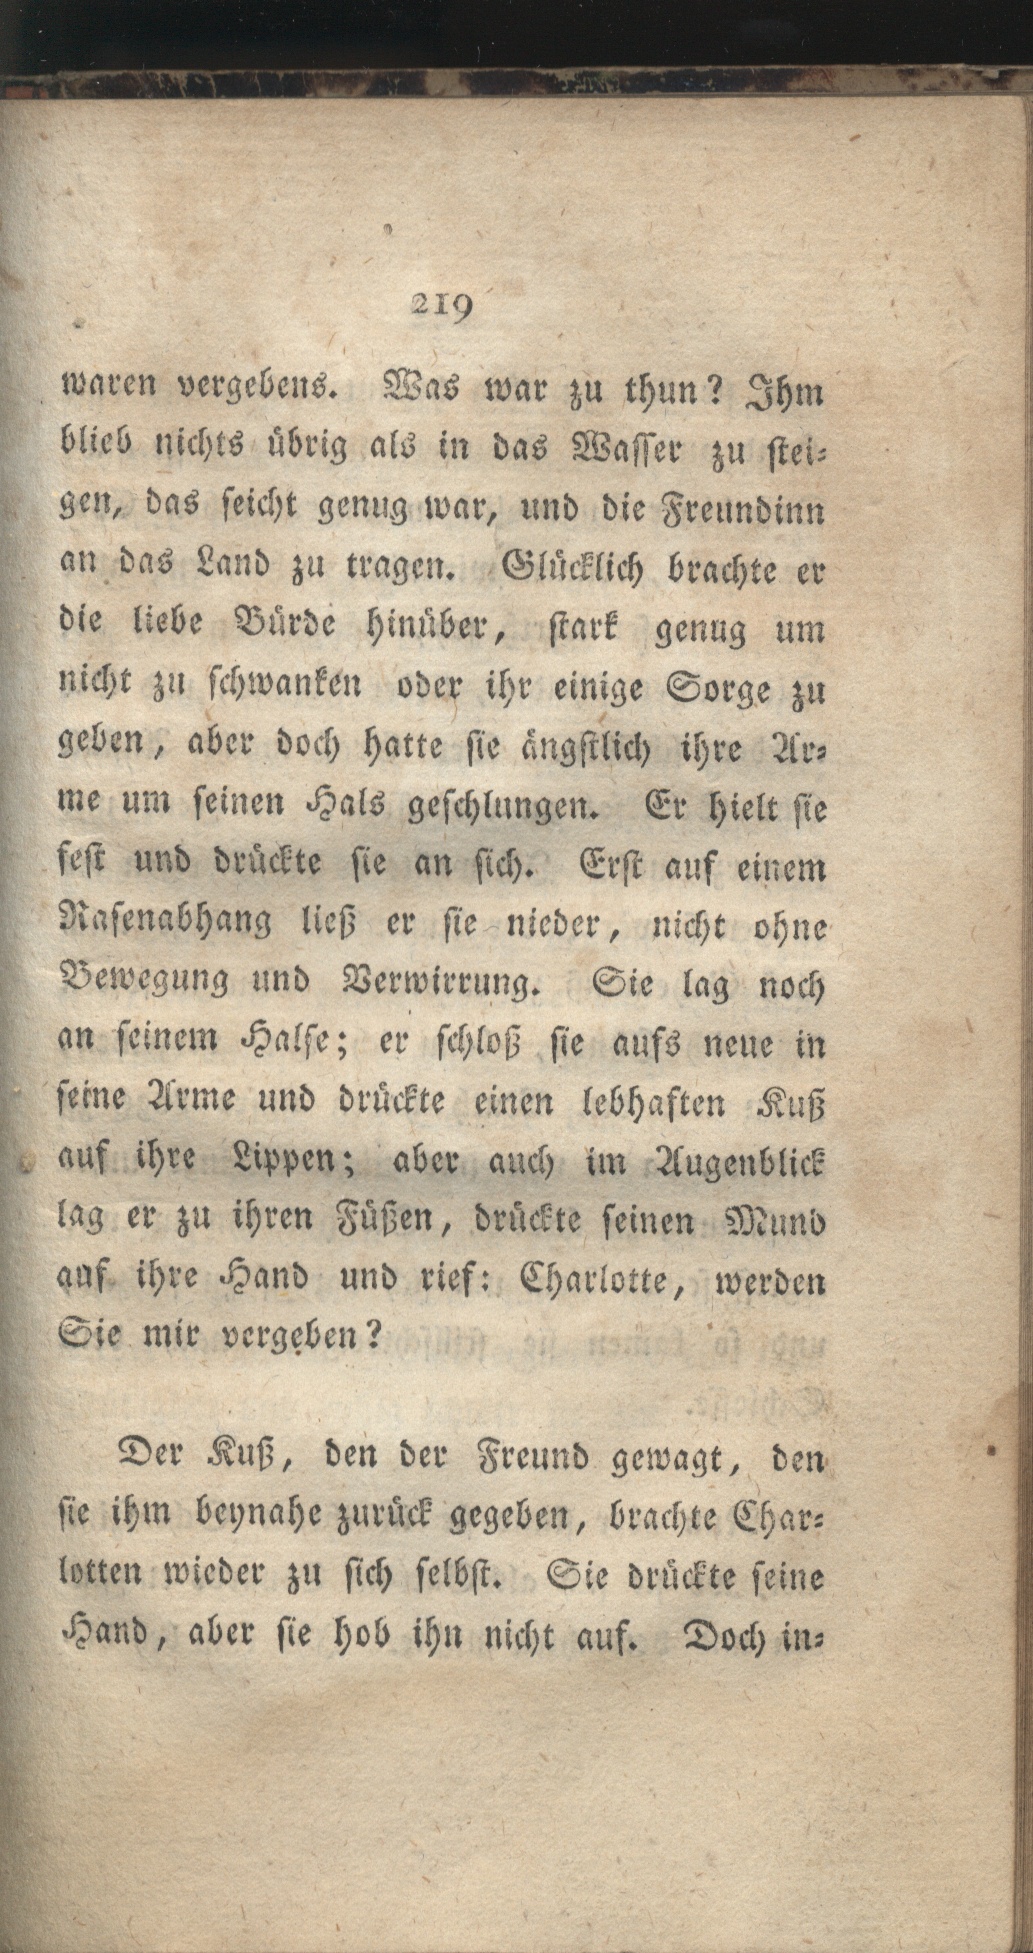 219
waren vergebens. Was war zu thun? Ihm
blieb nichts übrig als in das Wasser zu stei-
gen, das seicht genug war, und die Freundinn
an das Land zu tragen. Glücklich brachte er
die liebe Bürde hinüber, stark genug um
nicht zu schwanken oder ihr einige Sorge zu
geben, aber doch hatte sie ängstlich ihre Ar-
me um seinen Hals geschlungen. Er hielt sie
fest und drückte sie an sich. Erst auf einem
Rasenabhang ließ er sie nieder, nicht ohne
Bewegung und Verwirrung. Sie lag noch
an seinem Halse; er schloß sie aufs neue in
seine Arme und drückte einen lebhaften Kuß
auf ihre Lippen; aber auch im Augenblick
lag er zu ihren Füßen, drückte seinen Mund
auf ihre Hand und rief: Charlotte, werden
Sie mir vergeben?
Der Kuß, den der Freund gewagt, den
sie ihm beynahe zurück gegeben, brachte Char-
lotten wieder zu sich selbst. Sie drückte seine
Hand, aber sie hob ihn nicht auf. Doch in-